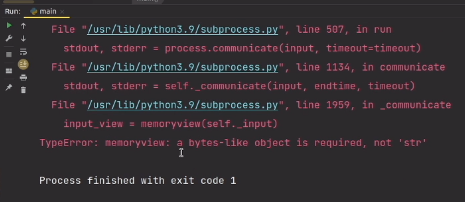 Run:
main
File "/usr/lib/python3.9/subprocess.py", line 507, in run
stdout, stderr = process.communicate(input, timeout=timeout)
File "/usr/lib/python3.9/subprocess.py", line 1134, in communicate
stdout, stderr = self._communicate(input, endtime, timeout)
File "/usr/lib/python3.9/subprocess.py", line 1959, in _communicate
input_view = memoryview(self._input)
TypeError: memoryview: a bytes-like object is required, not 'str'
Process finished with exit code 1